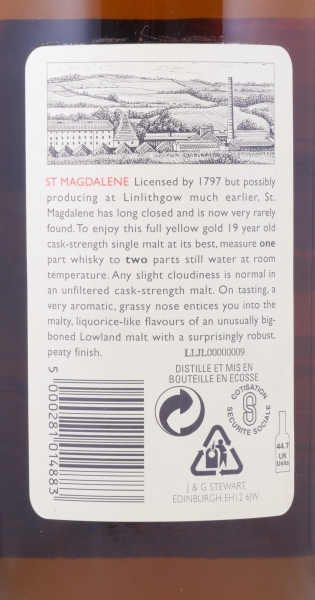 ST MAGDALENE Licensed by 1797 but possibly
producing at Linlithgow much earlier, St.
Magdalene has long closed and is now very rarely
found. To enjoy this full yellow gold 19 year old
cask-strength single malt at its best, measure one
part whisky to two parts still water at room
temperature. Any slight cloudiness is normal in
an unfiltered cask-strength malt. On tasting, a
very aromatic, grassy nose entices you into the
malty, liquorice-like flavours of an unusually big-
boned Lowland malt with a surprisingly robust,
peaty finish.
LLJL00000009
DISTILLE ET MIS EN
BOUTEILLE EN ECOSSE
COTISATION
SECURITE SOCIALE
44.7
UK
Units
J & G STEWART,
EDINBURGH EH12 6JW
5 000281 014883